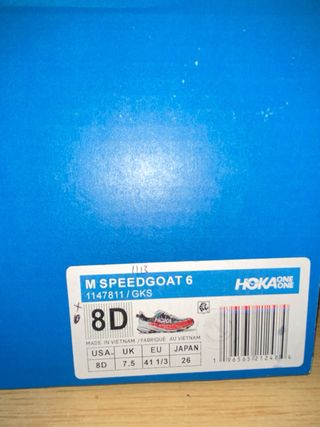 M SPEEDGOAT 6
1147811 / GKS
HOKA ONE ONE
8D
MADE IN VIETNAM / FABRIQUÉ AU VIETNAM
USA. UK EU JAPAN
8D 7.5 41 1/3 26